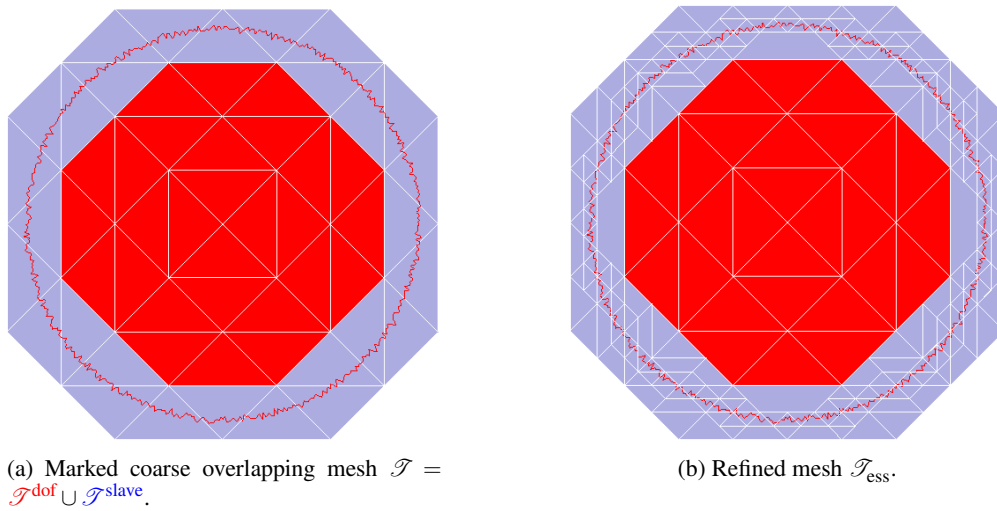 (a) Marked coarse overlapping mesh 𝒯 =
𝒯^dof ∪ 𝒯^slave.
(b) Refined mesh 𝒯_ess.